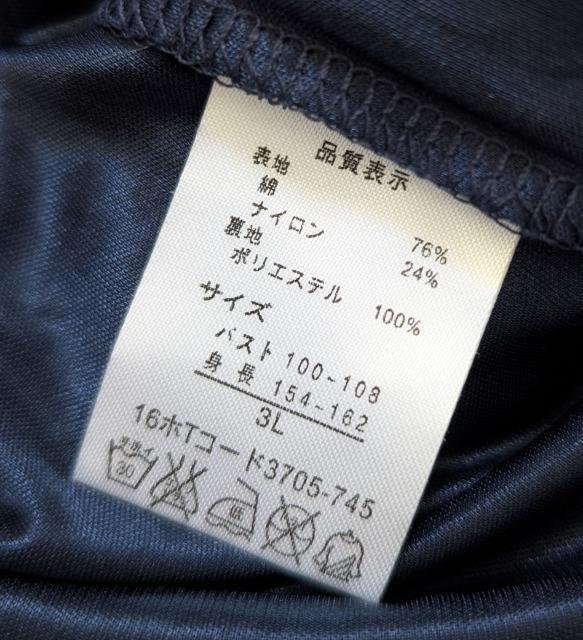 品質表示
表地
綿 76%
ナイロン 24%
裏地
ポリエステル 100%
サイズ
バスト 100~108
身長 154~162
3L
16ホTコード3705-745
30